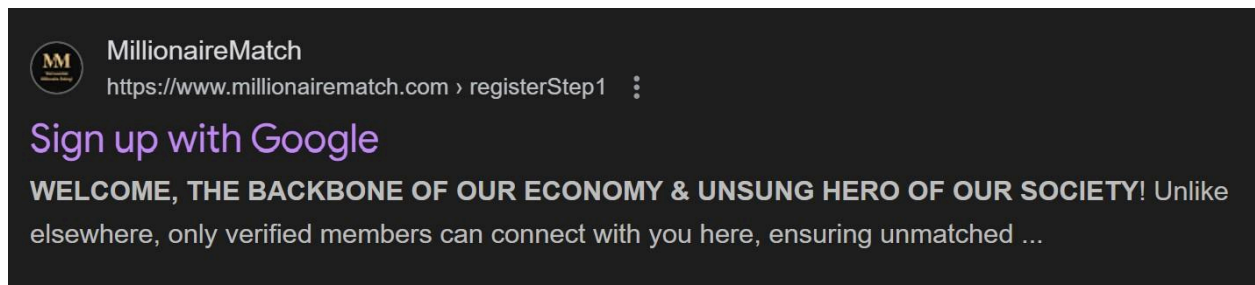 MM
MillionaireMatch
https://www.millionairematch.com › registerStep1
Sign up with Google
WELCOME, THE BACKBONE OF OUR ECONOMY & UNSUNG HERO OF OUR SOCIETY! Unlike
elsewhere, only verified members can connect with you here, ensuring unmatched ...